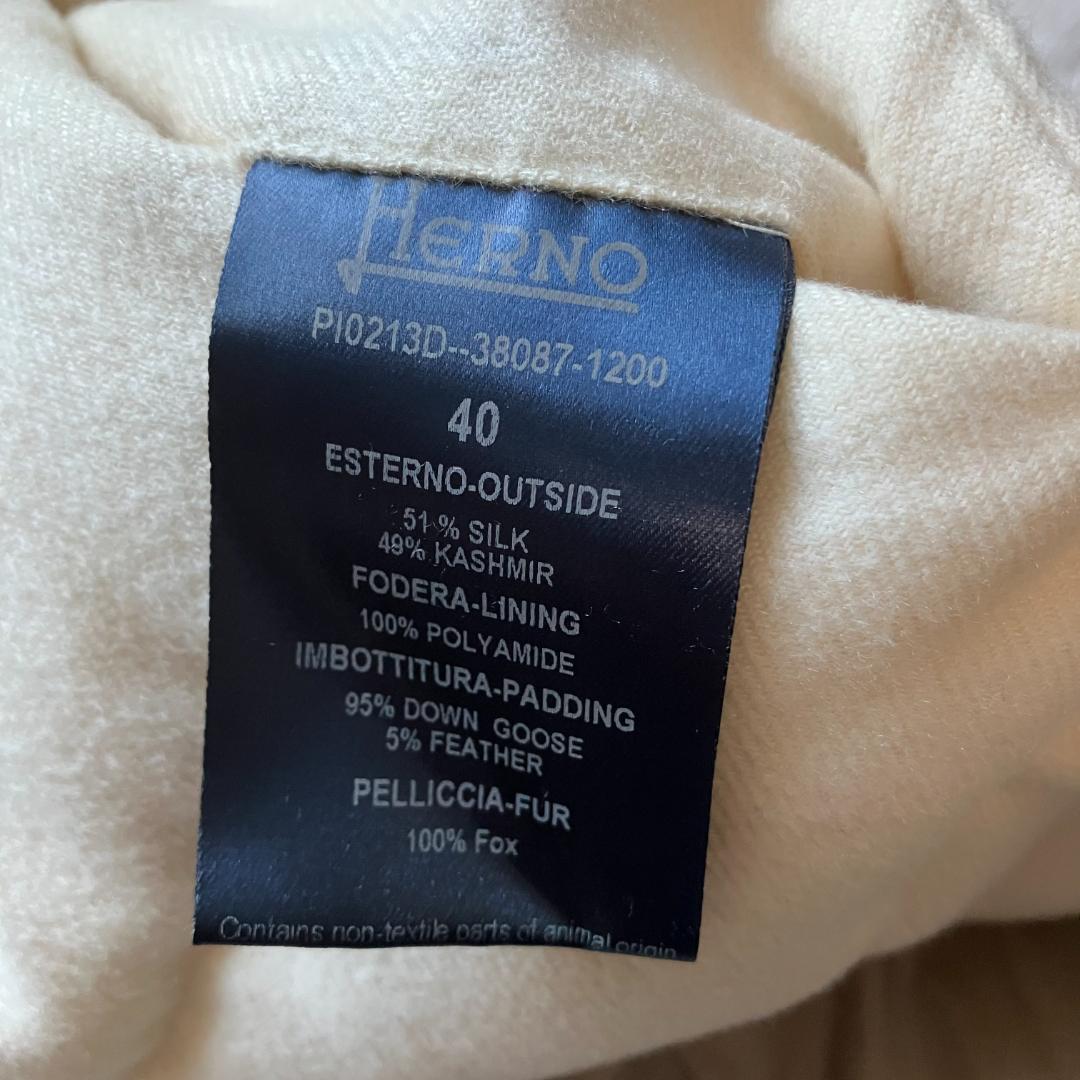 HERNO
PI0213D--38087-1200
40
ESTERNO-OUTSIDE
51% SILK
49% KASHMIR
FODERA-LINING
100% POLYAMIDE
IMBOTTITURA-PADDING
95% DOWN GOOSE
5% FEATHER
PELLICCIA-FUR
100% Fox
Contains non-textile parts of animal origin